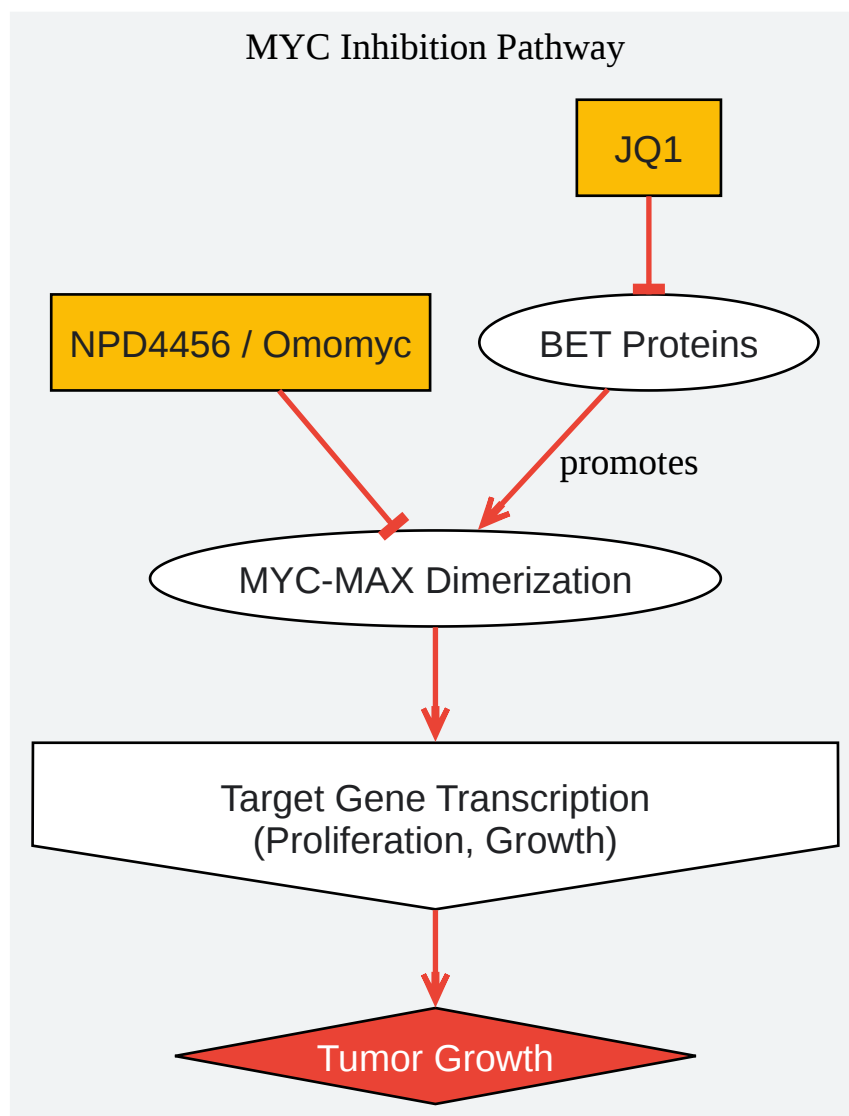 MYC Inhibition Pathway
JQ1
NPD4456 / Omomyc
BET Proteins
promotes
MYC-MAX Dimerization
Target Gene Transcription
(Proliferation, Growth)
Tumor Growth